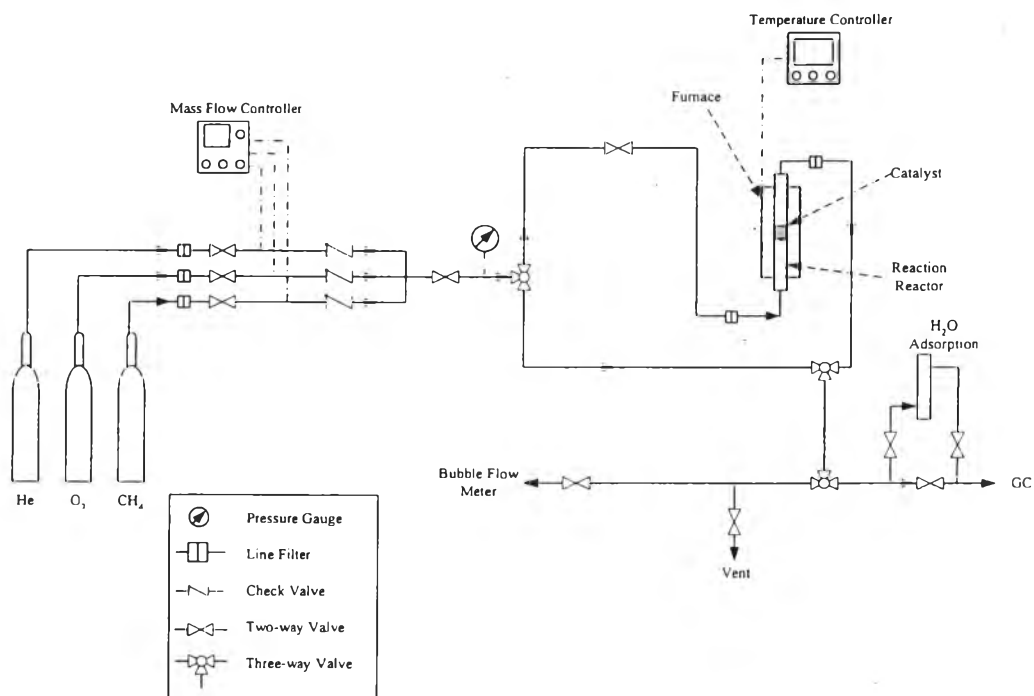 Temperature Controller
Furnace
Mass Flow Controller
Catalyst
Reaction
Reactor
H₂O
Adsorption
Bubble Flow
Meter
GC
He
O₂
CH₄
Vent
Pressure Gauge
Line Filter
Check Valve
Two-way Valve
Three-way Valve